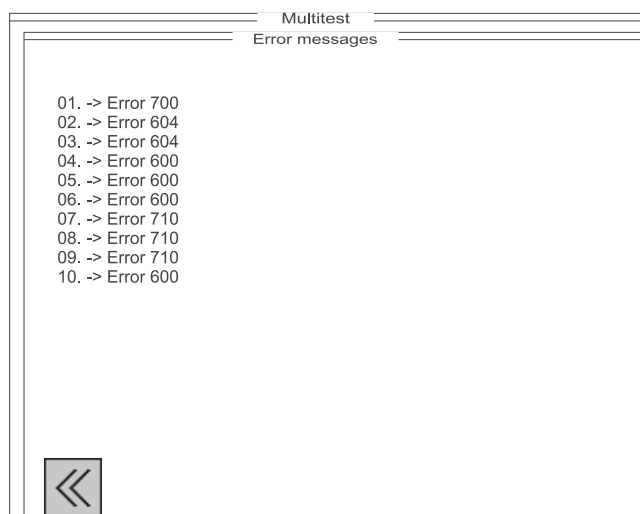 Multitest
Error messages
01. -> Error 700
02. -> Error 604
03. -> Error 604
04. -> Error 600
05. -> Error 600
06. -> Error 600
07. -> Error 710
08. -> Error 710
09. -> Error 710
10. -> Error 600